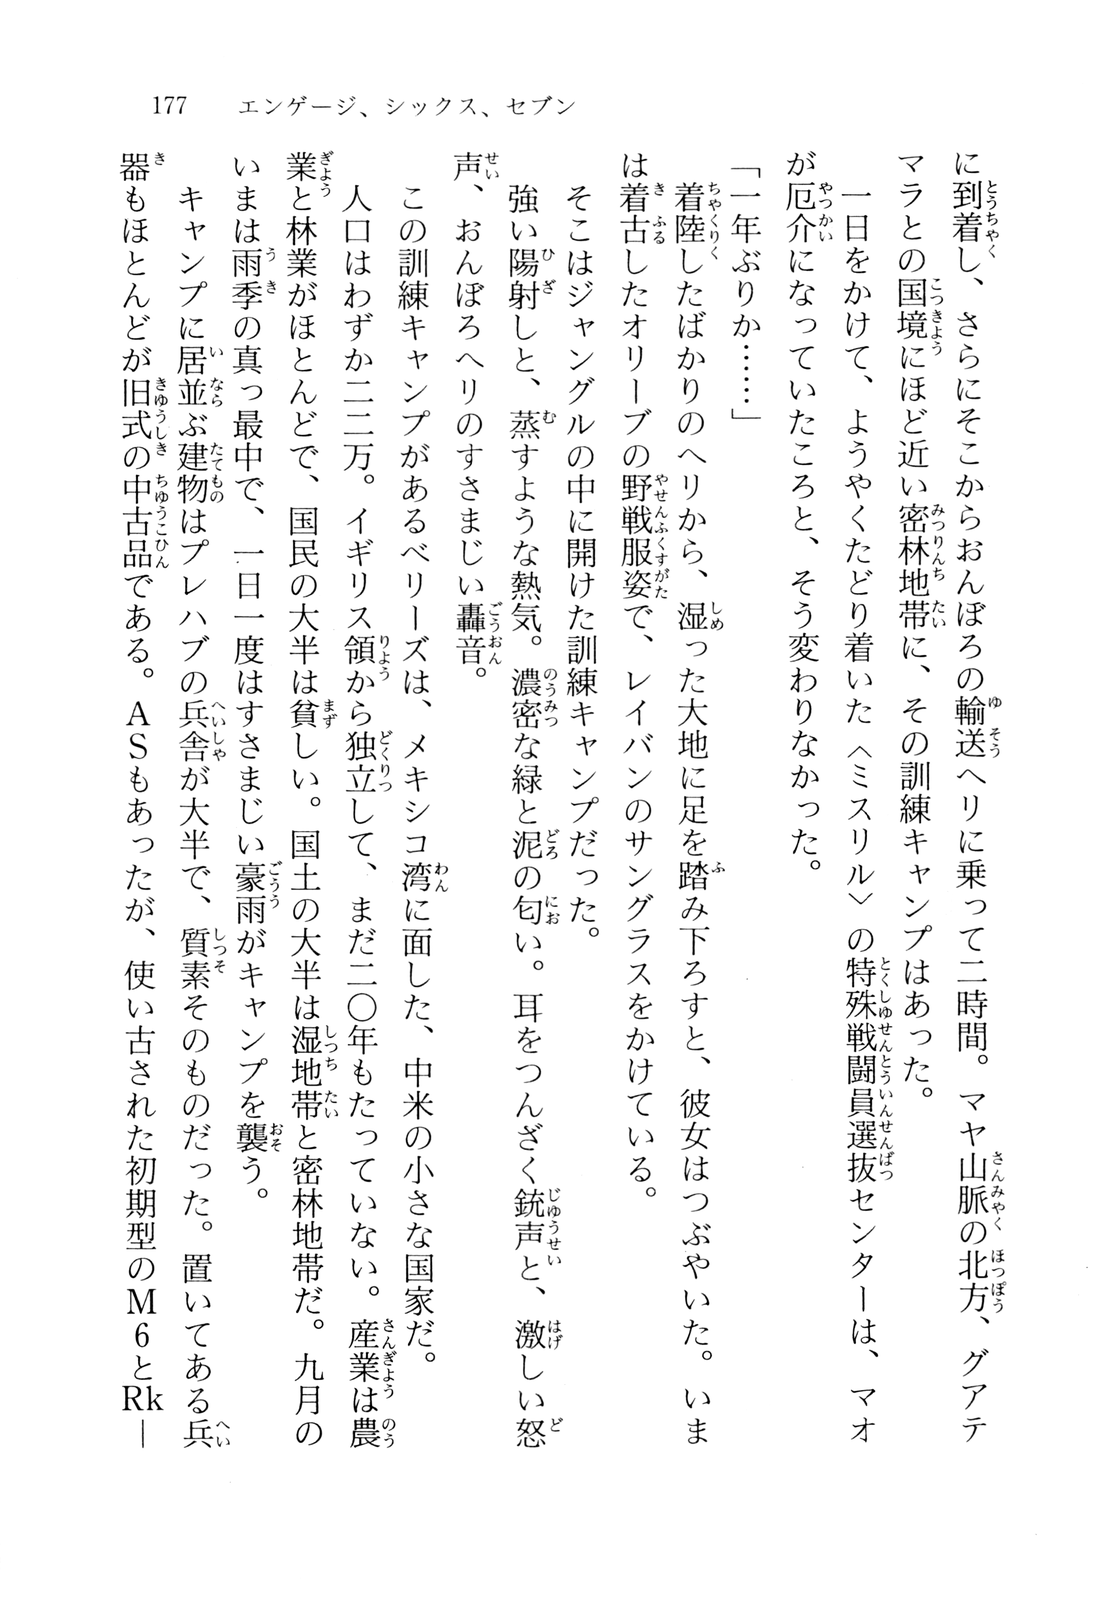 177　エンゲージ、シックス、セブン
に到着し、さらにそこからおんぼろの輸送ヘリに乗って二時間。マヤ山脈の北方、グアテ
マラとの国境にほど近い密林地帯に、その訓練キャンプはあった。
　一日をかけて、ようやくたどり着いた〈ミスリル〉の特殊戦闘員選抜センターは、マオ
が厄介になっていたころと、そう変わりなかった。
「一年ぶりか……」
　着陸したばかりのヘリから、湿った大地に足を踏み下ろすと、彼女はつぶやいた。いま
は着古したオリーブの野戦服姿で、レイバンのサングラスをかけている。
　そこはジャングルの中に開けた訓練キャンプだった。
　強い陽射しと、蒸すような熱気。濃密な緑と泥の匂い。耳をつんざく銃声と、激しい怒
声、おんぼろヘリのすさまじい轟音。
　この訓練キャンプがあるベリーズは、メキシコ湾に面した、中米の小さな国家だ。
　人口はわずか二二万。イギリス領から独立して、まだ二〇年もたっていない。産業は農
業と林業がほとんどで、国民の大半は貧しい。国土の大半は湿地帯と密林地帯だ。九月の
いまは雨季の真っ最中で、一日一度はすさまじい豪雨がキャンプを襲う。
　キャンプに居並ぶ建物はプレハブの兵舎が大半で、質素そのものだった。置いてある兵
器もほとんどが旧式の中古品である。ＡＳもあったが、使い古された初期型のＭ６とRk―